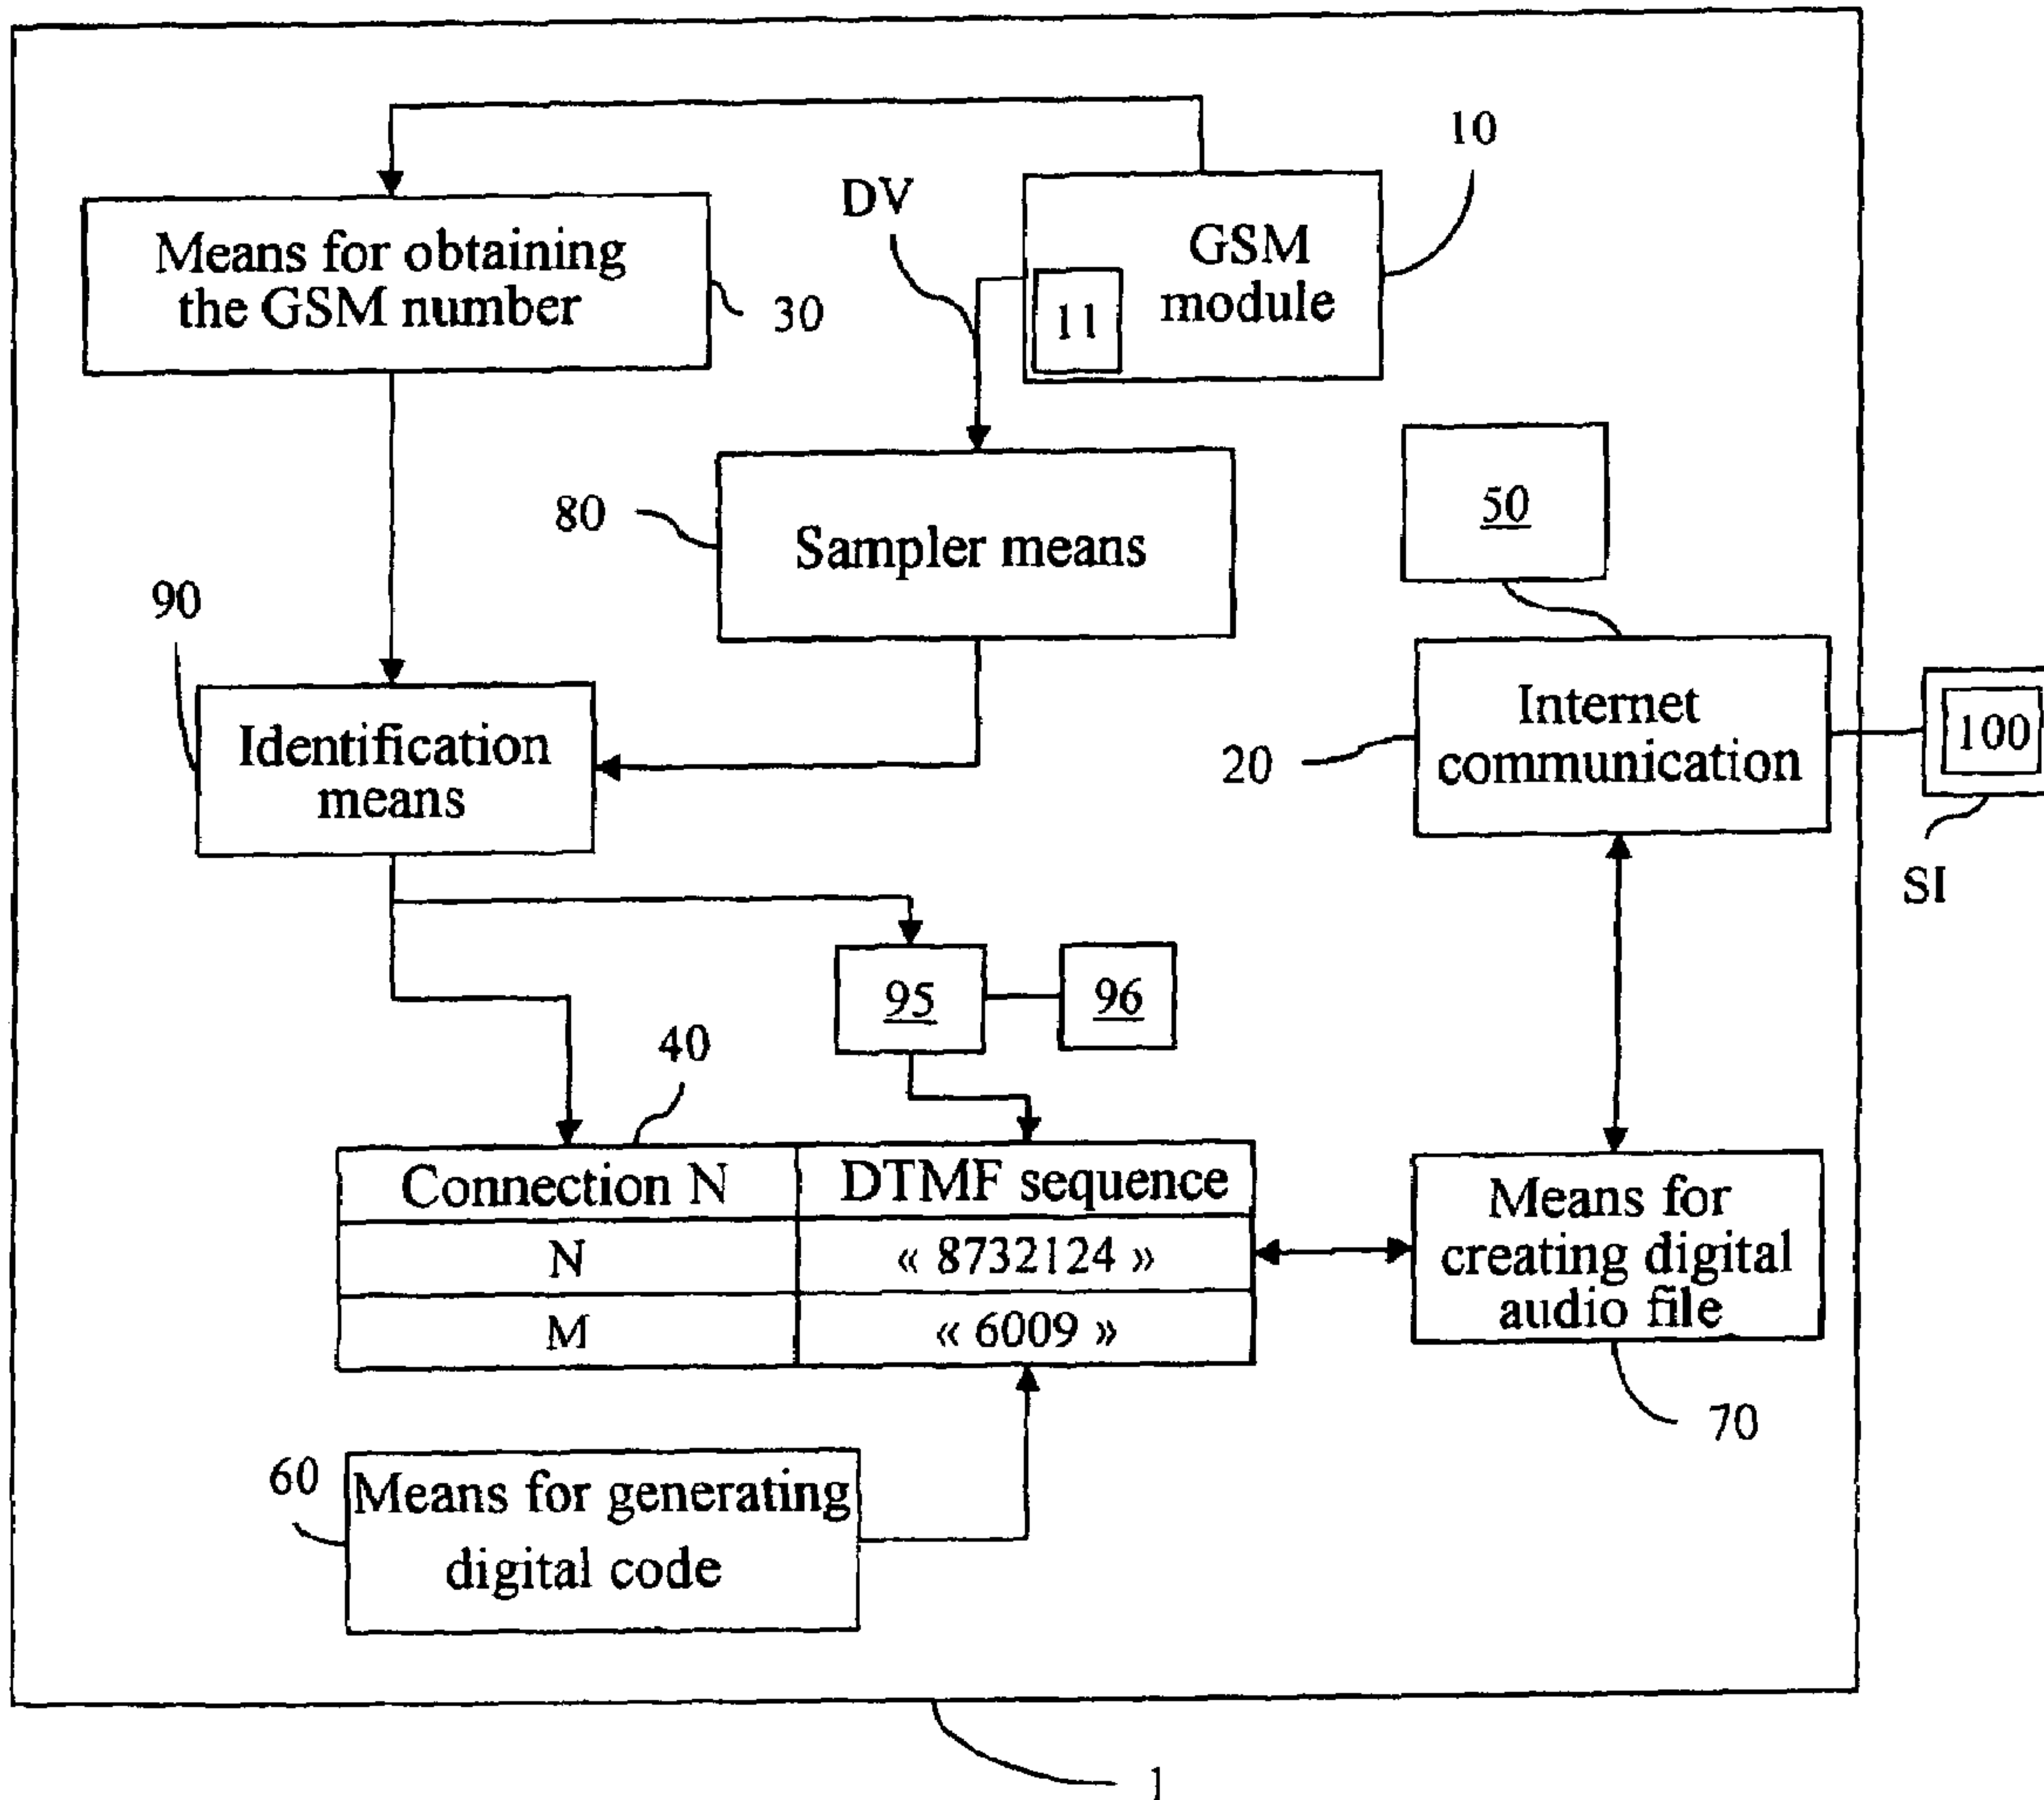 10
DV
Means for obtaining
the GSM number
30
GSM
module
11
80
Sampler means
50
90
Identification
means
20
Internet
communication
100
SI
95
96
40
Connection N
DTMF sequence
N
« 8732124 »
M
« 6009 »
Means for
creating digital
audio file
70
60
Means for generating
digital code
1